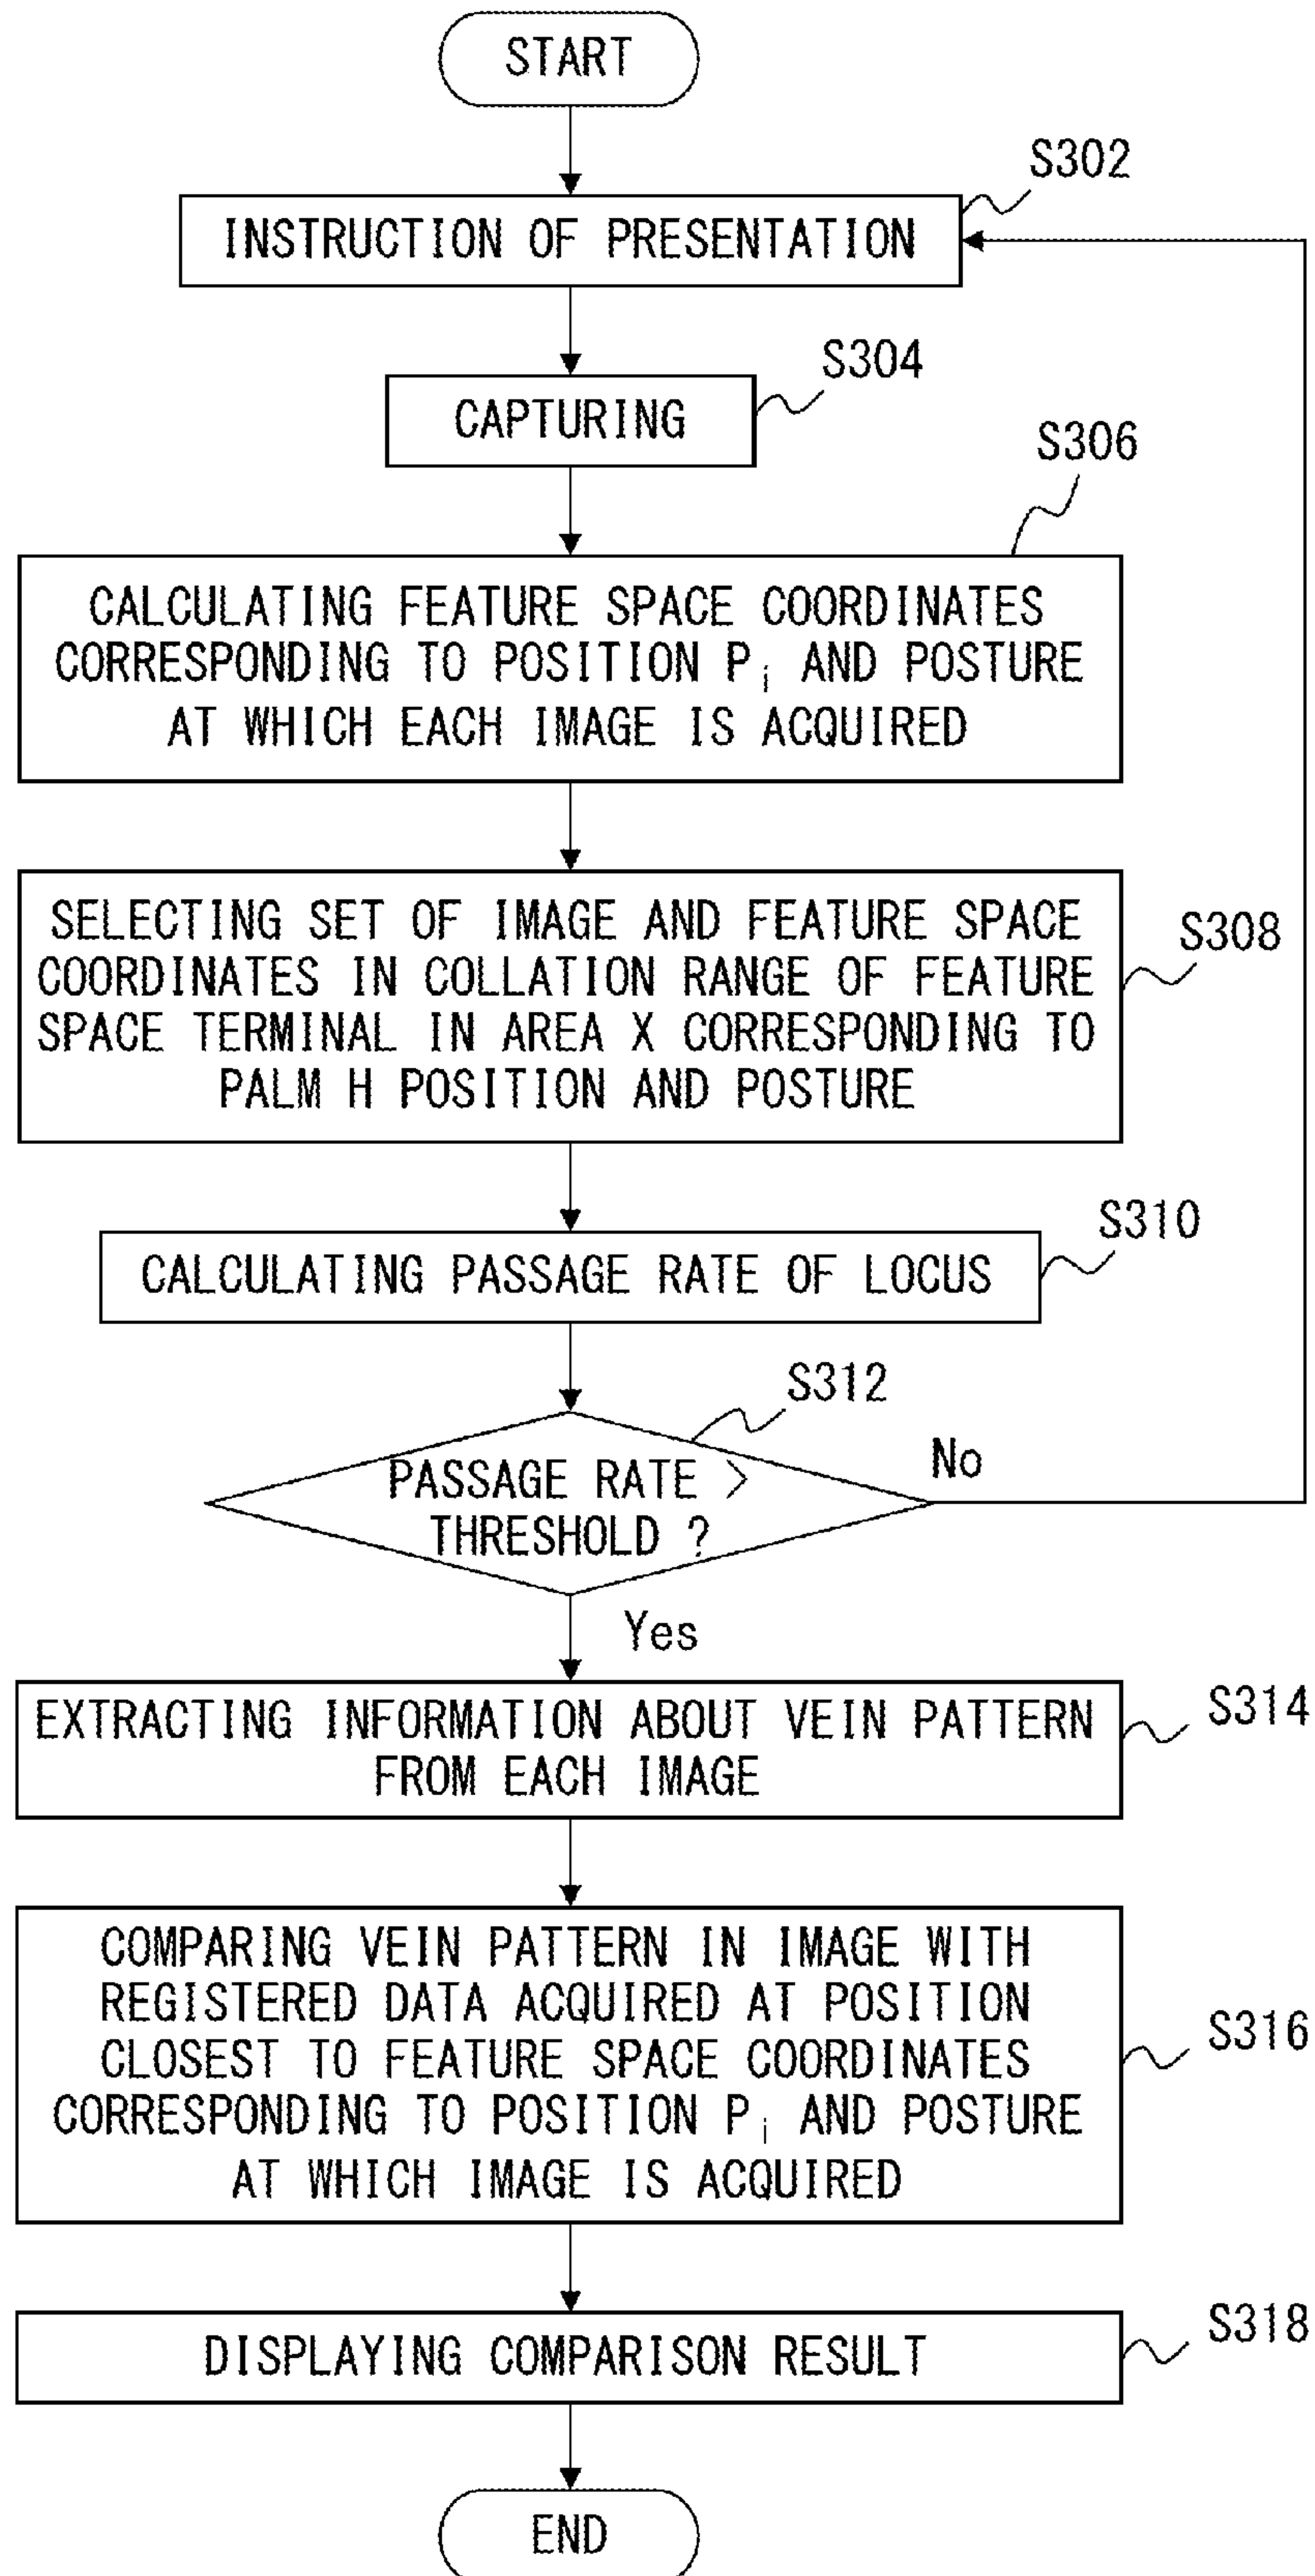 START
S302
INSTRUCTION OF PRESENTATION
S304
CAPTURING
S306
CALCULATING FEATURE SPACE COORDINATES
CORRESPONDING TO POSITION Pi AND POSTURE
AT WHICH EACH IMAGE IS ACQUIRED
S308
SELECTING SET OF IMAGE AND FEATURE SPACE
COORDINATES IN COLLATION RANGE OF FEATURE
SPACE TERMINAL IN AREA X CORRESPONDING TO
PALM H POSITION AND POSTURE
S310
CALCULATING PASSAGE RATE OF LOCUS
S312
PASSAGE RATE >
THRESHOLD ?
No
Yes
EXTRACTING INFORMATION ABOUT VEIN PATTERN
FROM EACH IMAGE
S314
COMPARING VEIN PATTERN IN IMAGE WITH
REGISTERED DATA ACQUIRED AT POSITION
CLOSEST TO FEATURE SPACE COORDINATES
CORRESPONDING TO POSITION Pi AND POSTURE
AT WHICH IMAGE IS ACQUIRED
S316
DISPLAYING COMPARISON RESULT
S318
END